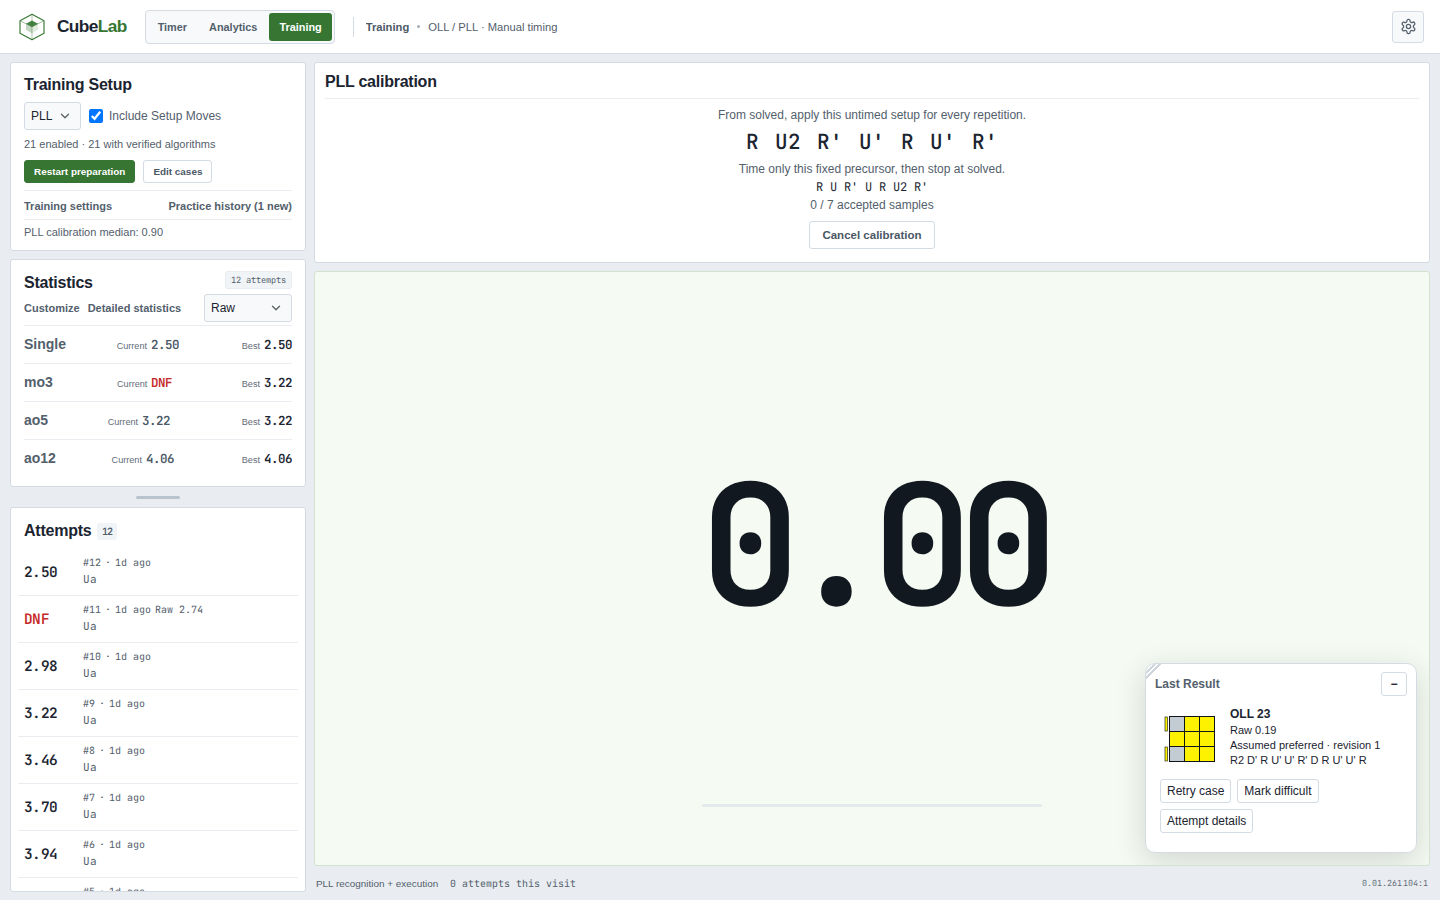 CubeLab
Timer
Analytics
Training
Training • OLL / PLL · Manual timing
Training Setup
PLL
Include Setup Moves
21 enabled · 21 with verified algorithms
Restart preparation
Edit cases
Training settings
Practice history (1 new)
PLL calibration median: 0.90
Statistics
12 attempts
Customize
Detailed statistics
Raw
Single Current 2.50 Best 2.50
mo3 Current DNF Best 3.22
ao5 Current 3.22 Best 3.22
ao12 Current 4.06 Best 4.06
Attempts 12
2.50 #12 · 1d ago
Ua
DNF #11 · 1d ago Raw 2.74
Ua
2.98 #10 · 1d ago
Ua
3.22 #9 · 1d ago
Ua
3.46 #8 · 1d ago
Ua
3.70 #7 · 1d ago
Ua
3.94 #6 · 1d ago
Ua
#5 · 1d ago
PLL calibration
From solved, apply this untimed setup for every repetition.
R U2 R' U' R U' R'
Time only this fixed precursor, then stop at solved.
R U R' U R U2 R'
0 / 7 accepted samples
Cancel calibration
0.00
Last Result
–
OLL 23
Raw 0.19
Assumed preferred · revision 1
R2 D' R U' U' R' D R U' U' R
Retry case
Mark difficult
Attempt details
PLL recognition + execution 0 attempts this visit
0.01.261104:1